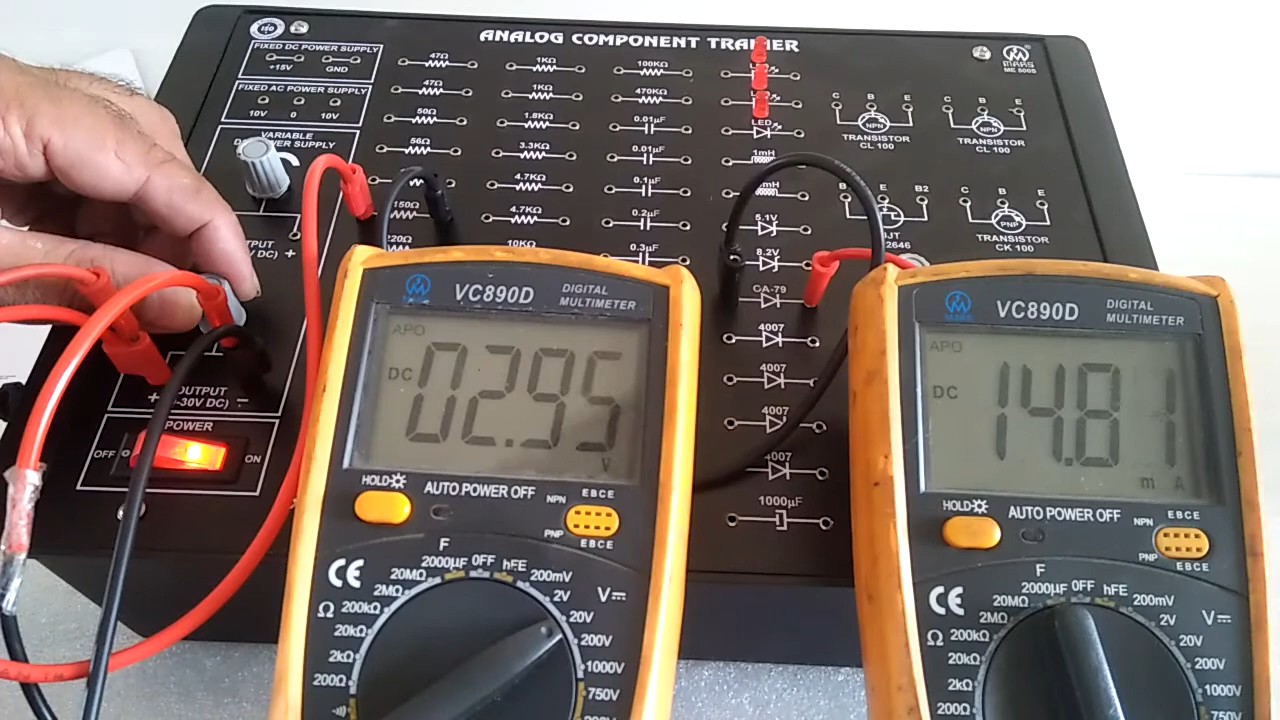 ANALOG COMPONENT TRAINER
ISO
MARS
ME 500S
FIXED DC POWER SUPPLY
+15V GND
FIXED AC POWER SUPPLY
10V 0 10V
VARIABLE
POWER SUPPLY
DC) +
OUTPUT
+ -30V DC) -
POWER
OFF ON
47Ω
47Ω
50Ω
56Ω
150Ω
1KΩ
1KΩ
1.8KΩ
3.3KΩ
4.7KΩ
4.7KΩ
10KΩ
100KΩ
470KΩ
0.01µF
0.01µF
0.1µF
0.2µF
0.3µF
LED
1mH
5.1V
8.2V
OA-79
4007
4007
4007
4007
1000µF
C B E
NPN
TRANSISTOR
CL 100
C B E
NPN
TRANSISTOR
CL 100
B E B2
UJT
2646
C B E
PNP
TRANSISTOR
CK 100
MARS
VC890D
DIGITAL
MULTIMETER
APO
DC 02.95 V
HOLD
AUTO POWER OFF
NPN EBCE
PNP EBCE
CE
F
2000µF OFF hFE
20MΩ 200mV
2MΩ 2V V
Ω 200kΩ 20V
20kΩ 200V
2kΩ 1000V
200Ω 750V
MARS
VC890D
DIGITAL
MULTIMETER
APO
DC 14.81 m A
HOLD
AUTO POWER OFF
NPN EBCE
PNP EBCE
CE
F
2000µF OFF hFE
20MΩ 200mV
2MΩ 2V V
Ω 200kΩ 20V
20kΩ 200V
2kΩ 1000V
200Ω 750V